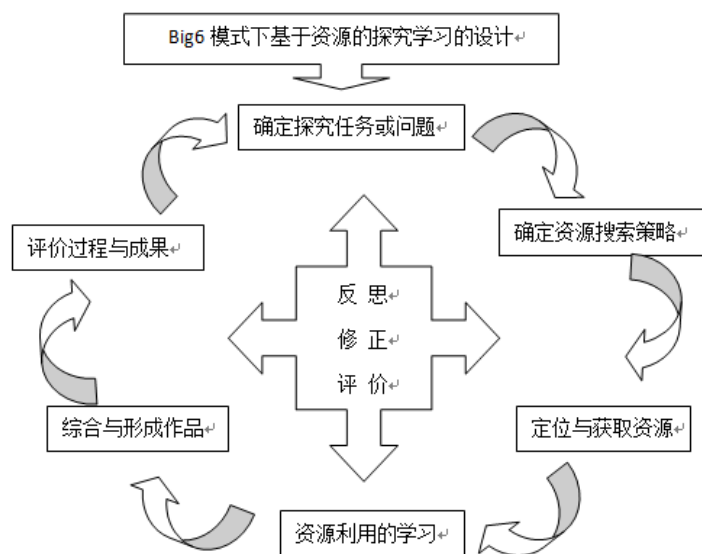 Big6 模式下基于资源的探究学习的设计↵
确定探究任务或问题↵
评价过程与成果↵
确定资源搜索策略↵
反 思↵
修 正↵
评 价↵
综合与形成作品↵
定位与获取资源↵
资源利用的学习↵